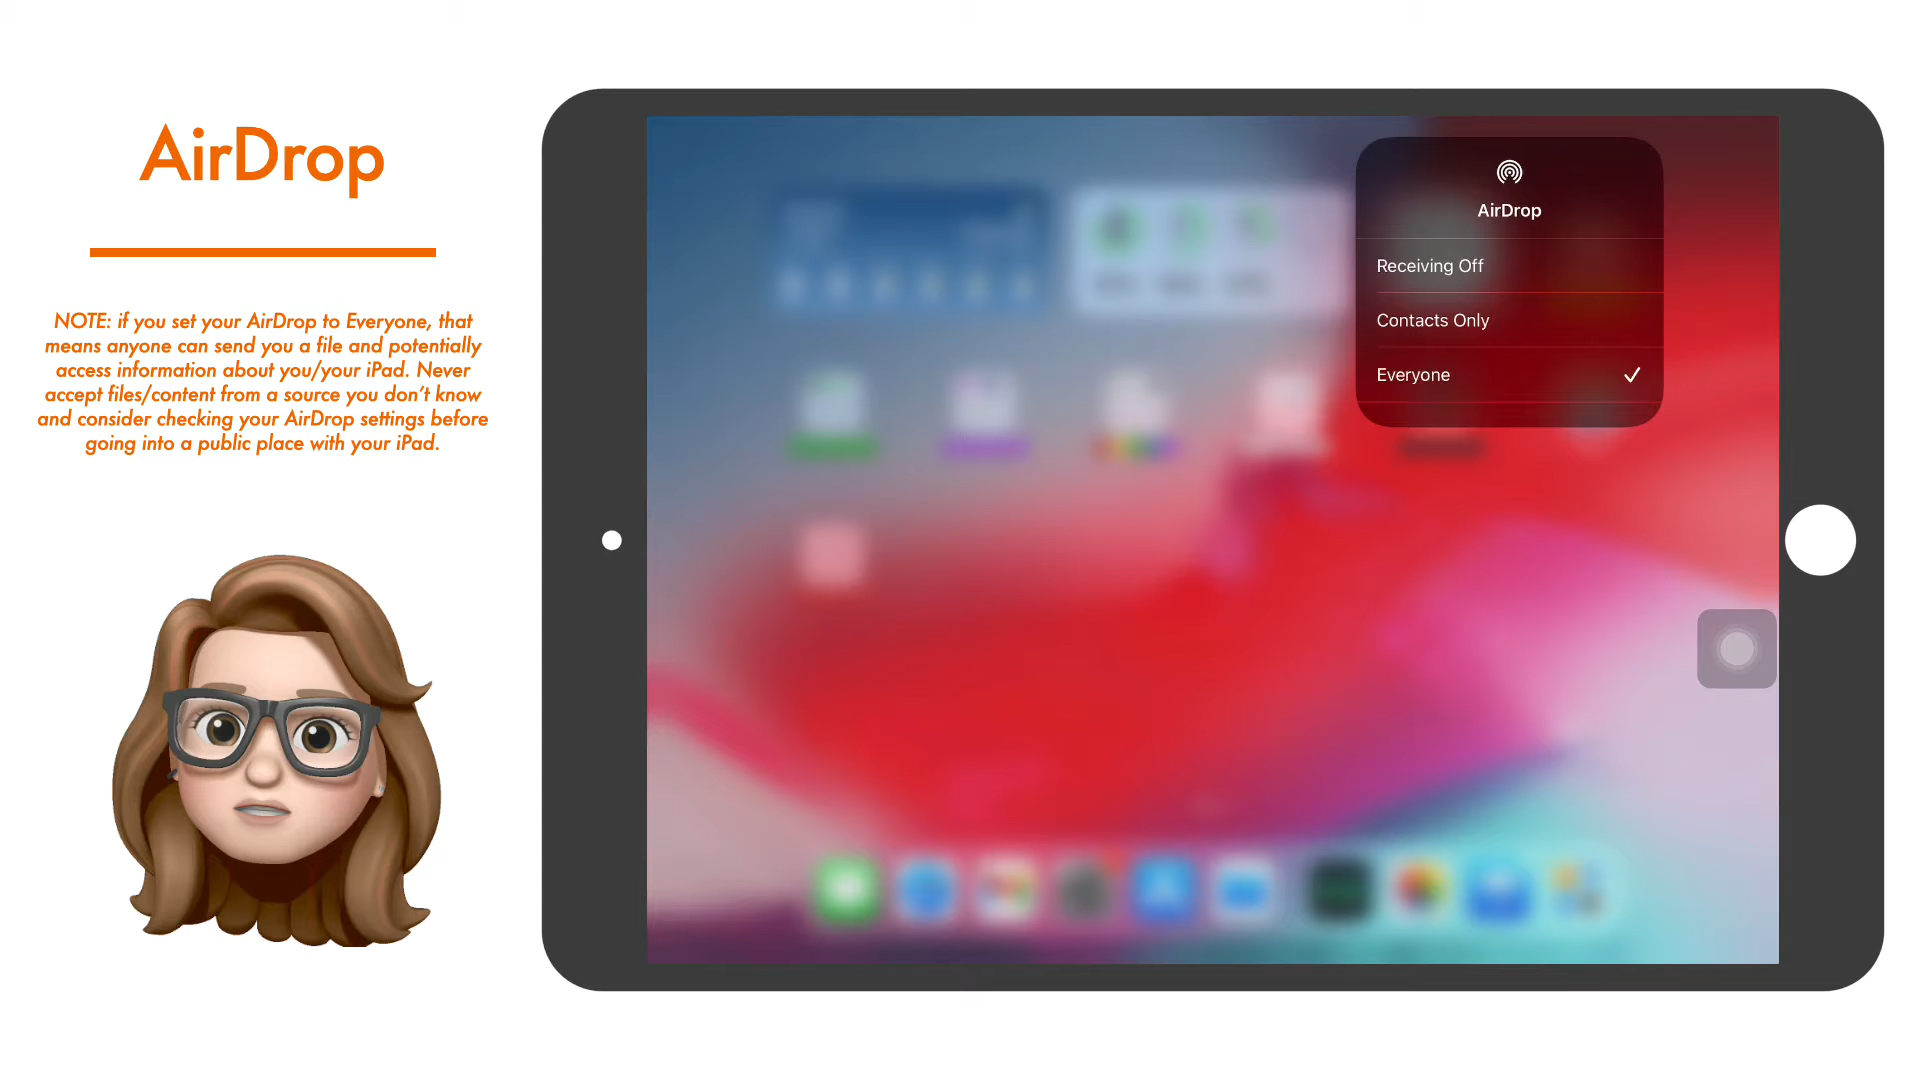 AirDrop
NOTE: if you set your AirDrop to Everyone, that
means anyone can send you a file and potentially
access information about you/your iPad. Never
accept files/content from a source you don't know
and consider checking your AirDrop settings before
going into a public place with your iPad.
AirDrop
Receiving Off
Contacts Only
Everyone